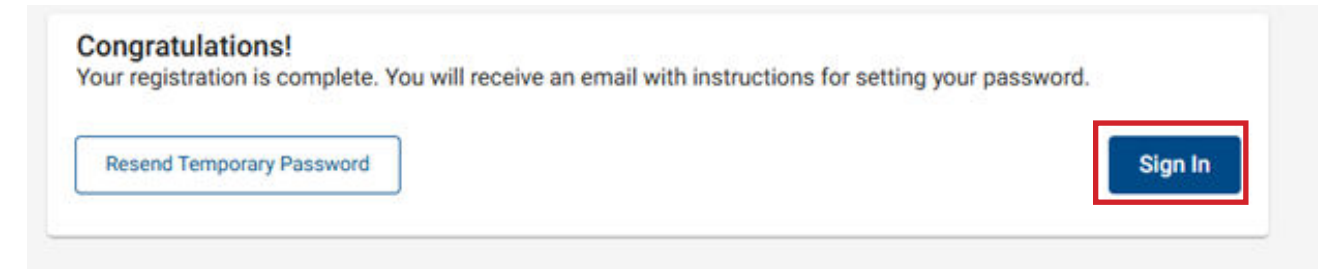 Congratulations!
Your registration is complete. You will receive an email with instructions for setting your password.
Resend Temporary Password
Sign In